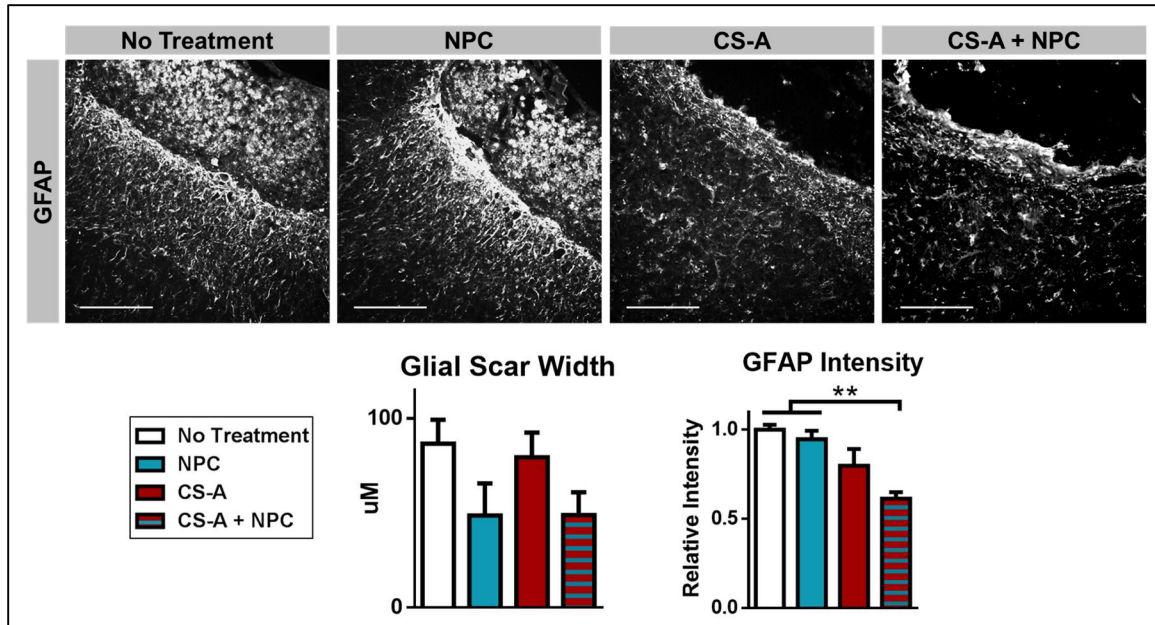 No Treatment
NPC
CS-A
CS-A + NPC
GFAP
Glial Scar Width
GFAP Intensity
**
No Treatment
NPC
CS-A
CS-A + NPC
uM
100
0
Relative Intensity
1.0
0.5
0.0